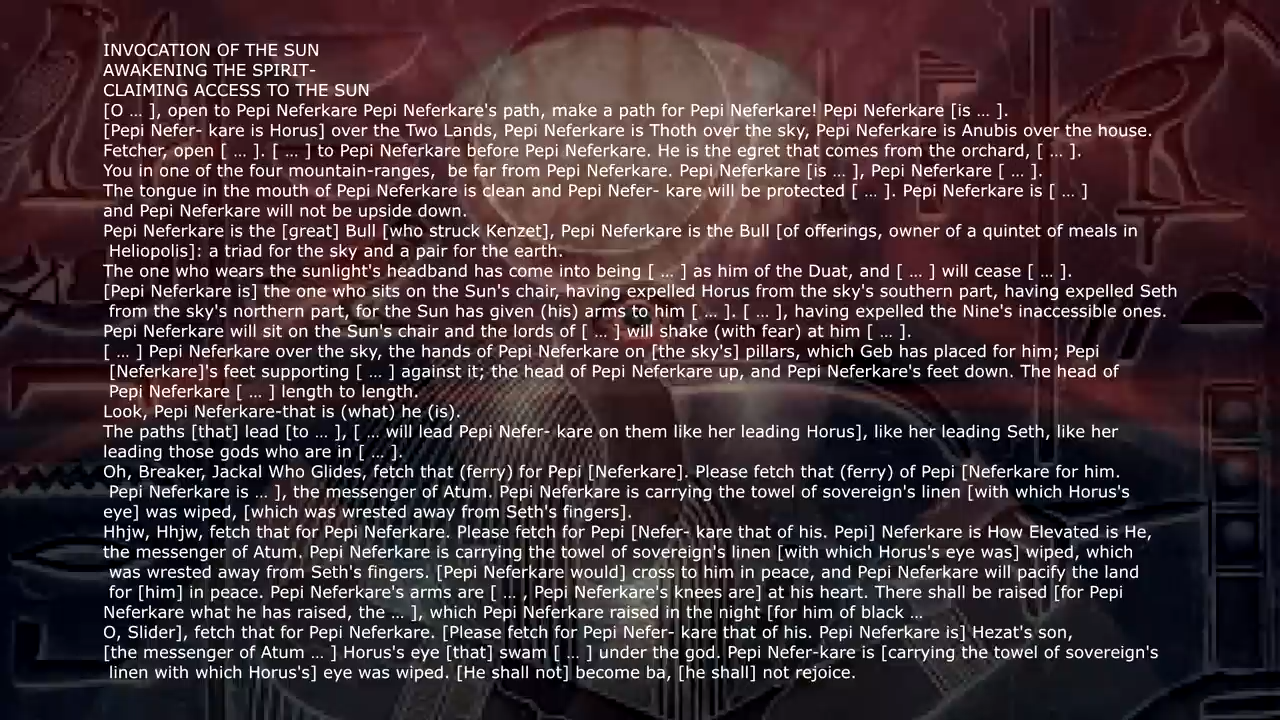 INVOCATION OF THE SUN
AWAKENING THE SPIRIT-
CLAIMING ACCESS TO THE SUN
[O ... ], open to Pepi Neferkare Pepi Neferkare's path, make a path for Pepi Neferkare! Pepi Neferkare [is ... ].
[Pepi Nefer- kare is Horus] over the Two Lands, Pepi Neferkare is Thoth over the sky, Pepi Neferkare is Anubis over the house.
Fetcher, open [ ... ]. [ ... ] to Pepi Neferkare before Pepi Neferkare. He is the egret that comes from the orchard, [ ... ].
You in one of the four mountain-ranges,  be far from Pepi Neferkare. Pepi Neferkare [is ... ], Pepi Neferkare [ ... ].
The tongue in the mouth of Pepi Neferkare is clean and Pepi Nefer- kare will be protected [ ... ]. Pepi Neferkare is [ ... ]
and Pepi Neferkare will not be upside down.
Pepi Neferkare is the [great] Bull [who struck Kenzet], Pepi Neferkare is the Bull [of offerings, owner of a quintet of meals in
Heliopolis]: a triad for the sky and a pair for the earth.
The one who wears the sunlight's headband has come into being [ ... ] as him of the Duat, and [ ... ] will cease [ ... ].
[Pepi Neferkare is] the one who sits on the Sun's chair, having expelled Horus from the sky's southern part, having expelled Seth
from the sky's northern part, for the Sun has given (his) arms to him [ ... ]. [ ... ], having expelled the Nine's inaccessible ones.
Pepi Neferkare will sit on the Sun's chair and the lords of [ ... ] will shake (with fear) at him [ ... ].
[ ... ] Pepi Neferkare over the sky, the hands of Pepi Neferkare on [the sky's] pillars, which Geb has placed for him; Pepi
[Neferkare]'s feet supporting [ ... ] against it; the head of Pepi Neferkare up, and Pepi Neferkare's feet down. The head of
Pepi Neferkare [ ... ] length to length.
Look, Pepi Neferkare-that is (what) he (is).
The paths [that] lead [to ... ], [ ... will lead Pepi Nefer- kare on them like her leading Horus], like her leading Seth, like her
leading those gods who are in [ ... ].
Oh, Breaker, Jackal Who Glides, fetch that (ferry) for Pepi [Neferkare]. Please fetch that (ferry) of Pepi [Neferkare for him.
Pepi Neferkare is ... ], the messenger of Atum. Pepi Neferkare is carrying the towel of sovereign's linen [with which Horus's
eye] was wiped, [which was wrested away from Seth's fingers].
Hhjw, Hhjw, fetch that for Pepi Neferkare. Please fetch for Pepi [Nefer- kare that of his. Pepi] Neferkare is How Elevated is He,
the messenger of Atum. Pepi Neferkare is carrying the towel of sovereign's linen [with which Horus's eye was] wiped, which
was wrested away from Seth's fingers. [Pepi Neferkare would] cross to him in peace, and Pepi Neferkare will pacify the land
for [him] in peace. Pepi Neferkare's arms are [ ... , Pepi Neferkare's knees are] at his heart. There shall be raised [for Pepi
Neferkare what he has raised, the ... ], which Pepi Neferkare raised in the night [for him of black ...
O, Slider], fetch that for Pepi Neferkare. [Please fetch for Pepi Nefer- kare that of his. Pepi Neferkare is] Hezat's son,
[the messenger of Atum ... ] Horus's eye [that] swam [ ... ] under the god. Pepi Nefer-kare is [carrying the towel of sovereign's
linen with which Horus's] eye was wiped. [He shall not] become ba, [he shall] not rejoice.